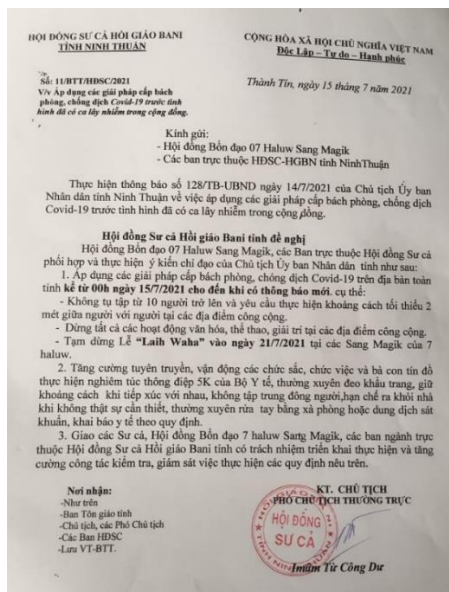 HỘI ĐỒNG SƯ CẢ HỒI GIÁO BANI
TỈNH NINH THUẬN
CỘNG HÒA XÃ HỘI CHỦ NGHĨA VIỆT NAM
Độc Lập – Tự do – Hạnh phúc
Số: 11/BTT/HĐSC/2021
V/v Áp dụng các giải pháp cấp bách
phòng, chống dịch Covid-19 trước tình
hình đã có ca lây nhiễm trong cộng đồng.
Thành Tín, ngày 15 tháng 7 năm 2021
Kính gửi:
- Hội đồng Bổn đạo 07 Haluw Sang Magik
- Các ban trực thuộc HĐSC-HGBN tỉnh NinhThuận
Thực hiện thông báo số 128/TB-UBND ngày 14/7/2021 của Chủ tịch Ủy ban
Nhân dân tỉnh Ninh Thuận về việc áp dụng các giải pháp cấp bách phòng, chống dịch
Covid-19 trước tình hình đã có ca lây nhiễm trong cộng đồng.
Hội đồng Sư cả Hồi giáo Bani tỉnh đề nghị
Hội đồng Bổn đạo 07 Haluw Sang Magik, các Ban trực thuộc Hội đồng Sư cả
phối hợp và thực hiện ý kiến chỉ đạo của Chủ tịch Ủy ban Nhân dân tỉnh như sau:
1. Áp dụng các giải pháp cấp bách phòng, chống dịch Covid-19 trên địa bàn toàn
tỉnh kể từ 00h ngày 15/7/2021 cho đến khi có thông báo mới. cụ thể:
- Không tụ tập từ 10 người trở lên và yêu cầu thực hiện khoảng cách tối thiểu 2
mét giữa người với người tại các địa điểm công cộng.
- Dừng tất cả các hoạt động văn hóa, thể thao, giải trí tại các địa điểm công cộng.
- Tạm dừng Lễ “Laih Waha” vào ngày 21/7/2021 tại các Sang Magik của 7
haluw.
2. Tăng cường tuyên truyền, vận động các chức sắc, chức việc và bà con tín đồ
thực hiện nghiêm túc thông điệp 5K của Bộ Y tế, thường xuyên đeo khẩu trang, giữ
khoảng cách khi tiếp xúc với nhau, không tập trung đông người,hạn chế ra khỏi nhà
khi không thật sự cần thiết, thường xuyên rửa tay bằng xà phòng hoặc dung dịch sát
khuẩn, khai báo y tế theo quy định.
3. Giao các Sư cả, Hội đồng Bổn đạo 7 haluw Sang Magik, các ban ngành trực
thuộc Hội đồng Sư cả Hồi giáo Bani tỉnh có trách nhiệm triển khai thực hiện và tăng
cường công tác kiểm tra, giám sát việc thực hiện các quy định nêu trên.
Nơi nhận:
-Như trên
-Ban Tôn giáo tỉnh
-Chủ tịch, các Phó Chủ tịch
-Các Ban HĐSC
-Lưu VT-BTT.
KT. CHỦ TỊCH
PHÓ CHỦ TỊCH THƯỜNG TRỰC
HỘI ĐỒNG
SƯ CẢ
Imưm Từ Công Dư